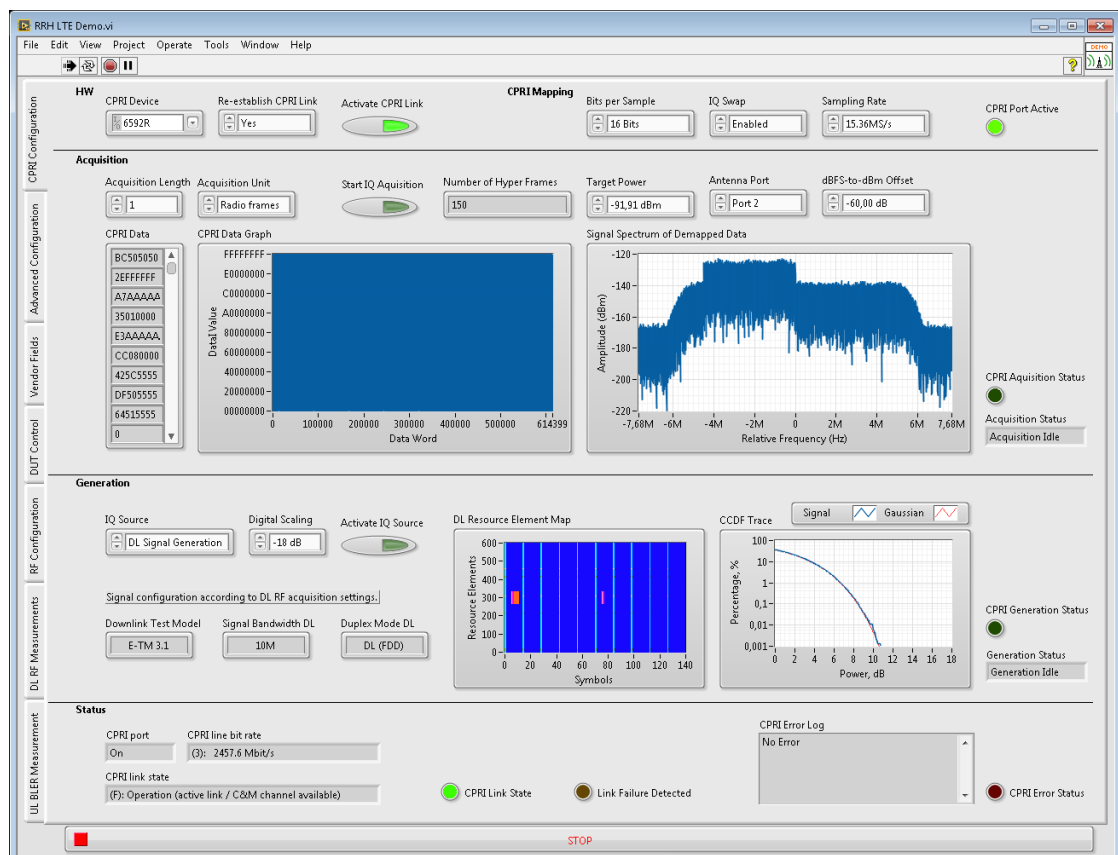 RRH LTE Demo.vi
File Edit View Project Operate Tools Window Help
DEMO
HW
CPRI Mapping
CPRI Device
Re-establish CPRI Link
Activate CPRI Link
Bits per Sample
IQ Swap
Sampling Rate
CPRI Port Active
6592R
Yes
16 Bits
Enabled
15.36MS/s
Acquisition
Acquisition Length
Acquisition Unit
Start IQ Aquisition
Number of Hyper Frames
Target Power
Antenna Port
dBFS-to-dBm Offset
1
Radio frames
150
-91,91 dBm
Port 2
-60,00 dB
CPRI Data
BC505050
2EFFFFFF
A7AAAAA
35010000
E3AAAAA
CC080000
425C5555
DF505555
64515555
0
CPRI Data Graph
FFFFFFFF
E0000000
C0000000
A0000000
80000000
60000000
40000000
20000000
00000000
DataI Value
0 100000 200000 300000 400000 500000 614399
Data Word
Signal Spectrum of Demapped Data
-120
-140
-160
-180
-200
-220
Amplitude (dBm)
-7,68M -6M -4M -2M 0 2M 4M 6M 7,68M
Relative Frequency (Hz)
CPRI Aquisition Status
Acquisition Status
Acquisition Idle
Generation
IQ Source
Digital Scaling
Activate IQ Source
DL Signal Generation
-18 dB
Signal configuration according to DL RF acquisition settings.
Downlink Test Model
Signal Bandwidth DL
Duplex Mode DL
E-TM 3.1
10M
DL (FDD)
DL Resource Element Map
600
500
400
300
200
100
0
Resource Elements
0 20 40 60 80 100 120 140
Symbols
CCDF Trace
Signal
Gaussian
100
10
1
0,1
0,01
0,001
Percentage, %
0 2 4 6 8 10 12 14 16 18
Power, dB
CPRI Generation Status
Generation Status
Generation Idle
Status
CPRI port
CPRI line bit rate
On
(3): 2457.6 Mbit/s
CPRI link state
(F): Operation (active link / C&M channel available)
CPRI Link State
Link Failure Detected
CPRI Error Log
No Error
CPRI Error Status
STOP
CPRI Configuration
Advanced Configuration
Vendor Fields
DUT Control
RF Configuration
DL RF Measurements
UL BLER Measurement